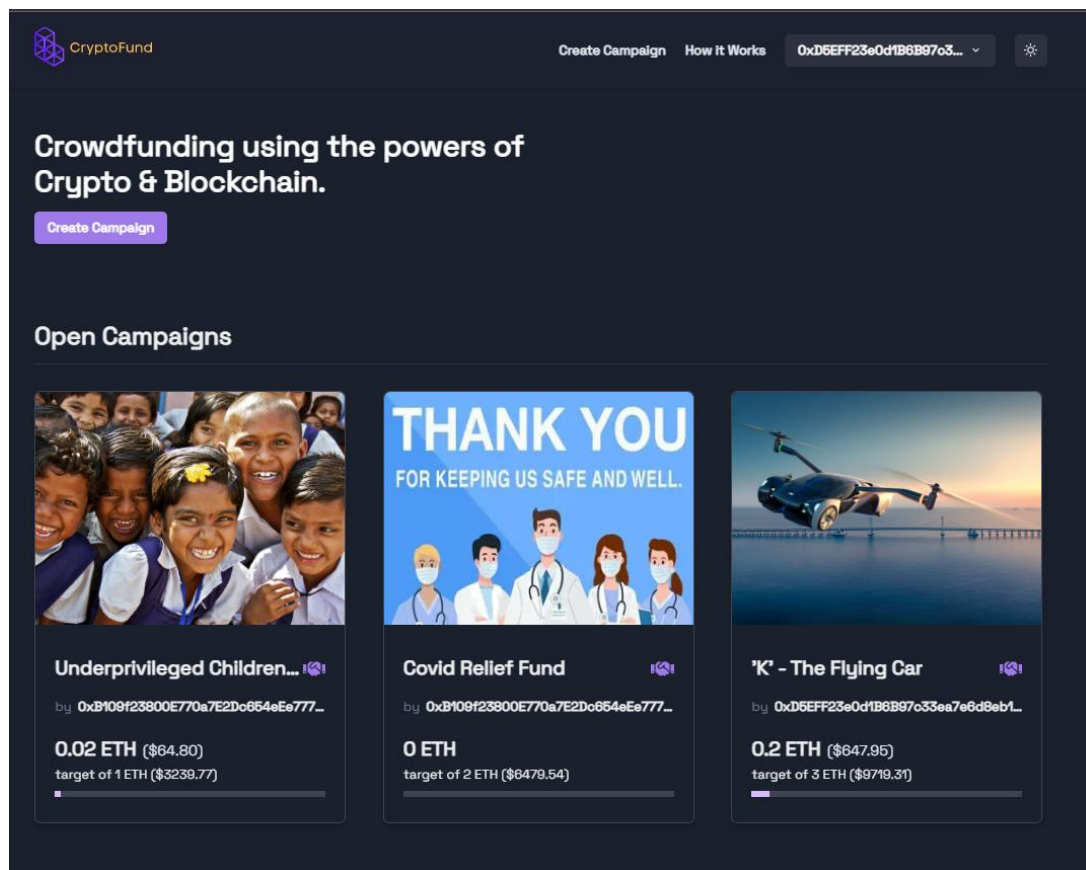 CryptoFund
Create Campaign
How it Works
0xD5EFF23e0d1B6B97c3...
Crowdfunding using the powers of
Crypto & Blockchain.
Create Campaign
Open Campaigns
THANK YOU
FOR KEEPING US SAFE AND WELL.
Underprivileged Children...
by 0xB109f23800E770a7E2Dc654eEe777...
0.02 ETH ($64.80)
target of 1 ETH ($3239.77)
Covid Relief Fund
by 0xB109f23800E770a7E2Dc654eEe777...
0 ETH
target of 2 ETH ($6479.54)
'K' - The Flying Car
by 0xD5EFF23e0d1B6B97c33ea7e6d8eb1...
0.2 ETH ($647.95)
target of 3 ETH ($9719.31)